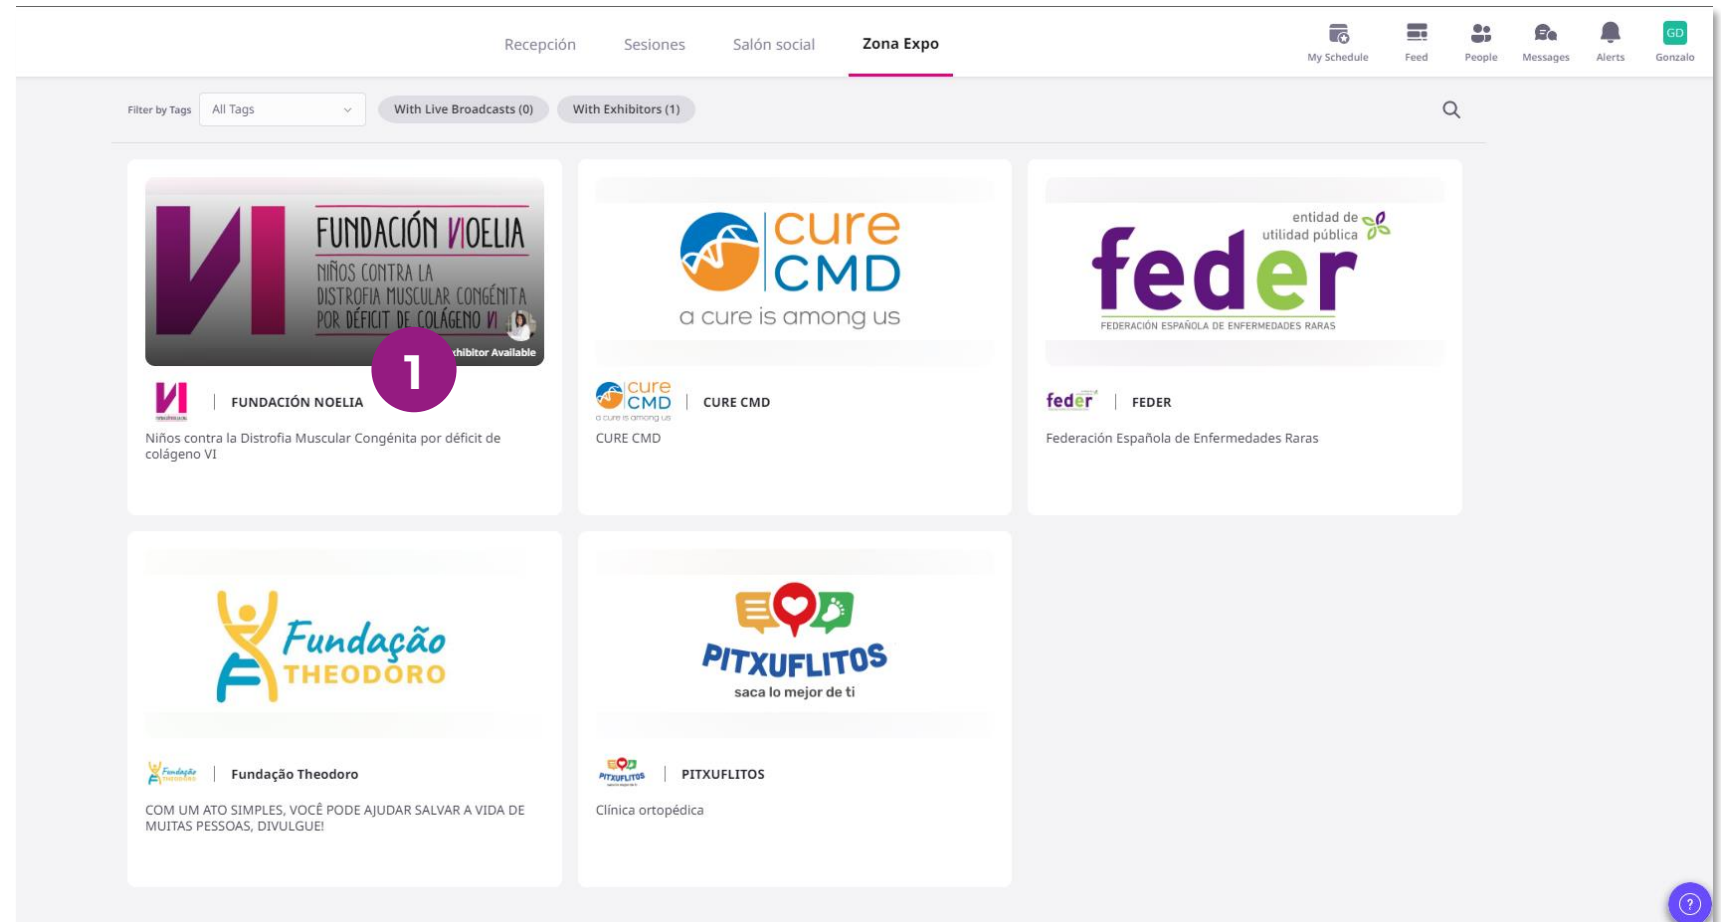 Recepción
Sesiones
Salón social
Zona Expo
My Schedule
Feed
People
Messages
Alerts
GD
Gonzalo
Filter by Tags
All Tags
With Live Broadcasts (0)
With Exhibitors (1)
FUNDACIÓN NOELIA
NIÑOS CONTRA LA
DISTROFIA MUSCULAR CONGÉNITA
POR DÉFICIT DE COLÁGENO VI
xhibitor Available
1
FUNDACIÓN NOELIA
Niños contra la Distrofia Muscular Congénita por déficit de
colágeno VI
cure
CMD
a cure is among us
cure
CMD
a cure is among us
CURE CMD
CURE CMD
entidad de
utilidad pública
feder
FEDERACIÓN ESPAÑOLA DE ENFERMEDADES RARAS
feder
FEDER
Federación Española de Enfermedades Raras
Fundação
THEODORO
Fundação
THEODORO
Fundação Theodoro
COM UM ATO SIMPLES, VOCÊ PODE AJUDAR SALVAR A VIDA DE
MUITAS PESSOAS, DIVULGUE!
PITXUFLITOS
saca lo mejor de ti
PITXUFLITOS
PITXUFLITOS
Clínica ortopédica
?